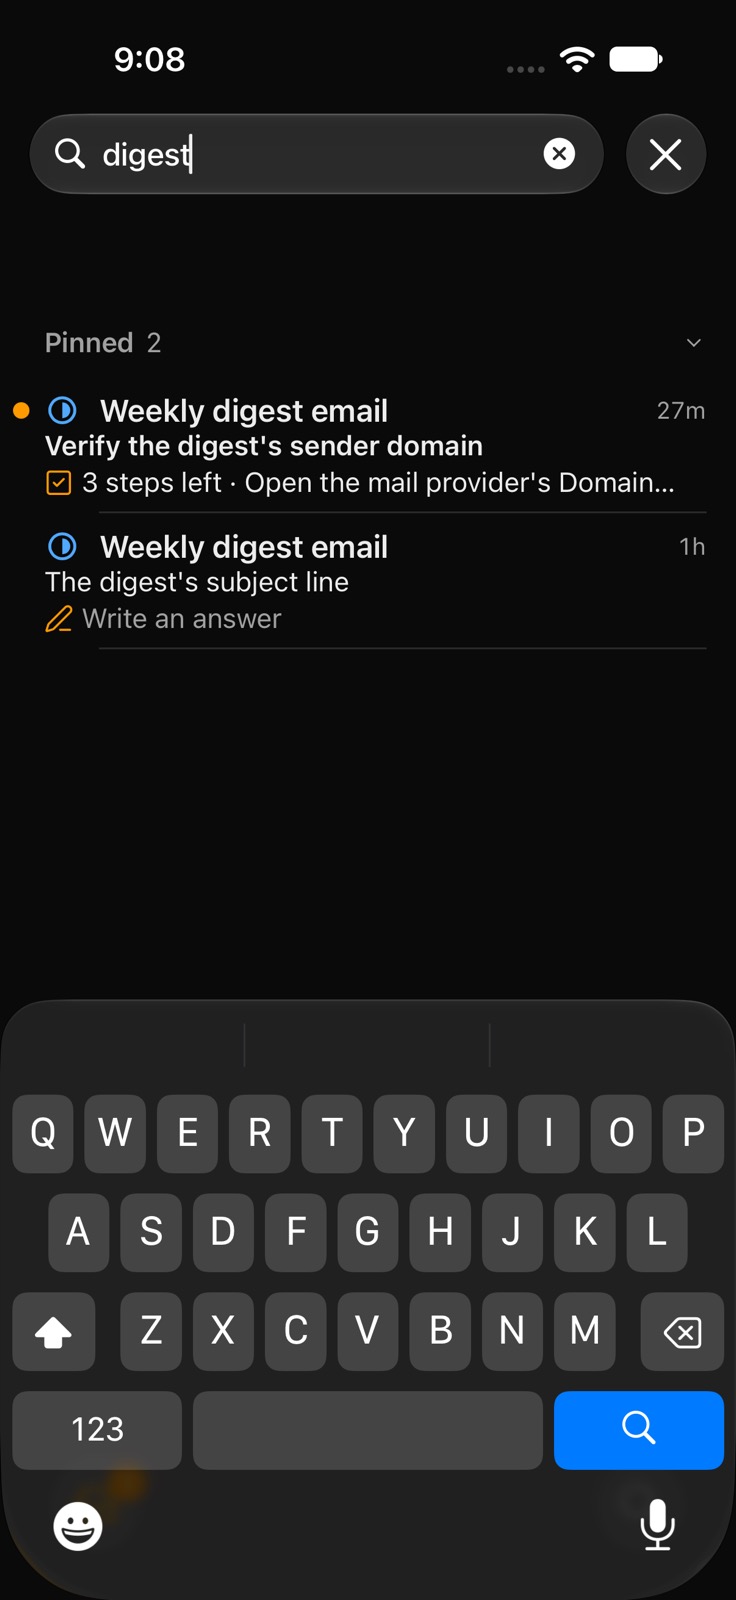 9:08
digest
Pinned 2
Weekly digest email
27m
Verify the digest's sender domain
3 steps left · Open the mail provider's Domain...
Weekly digest email
1h
The digest's subject line
Write an answer
Q W E R T Y U I O P
A S D F G H J K L
Z X C V B N M
123